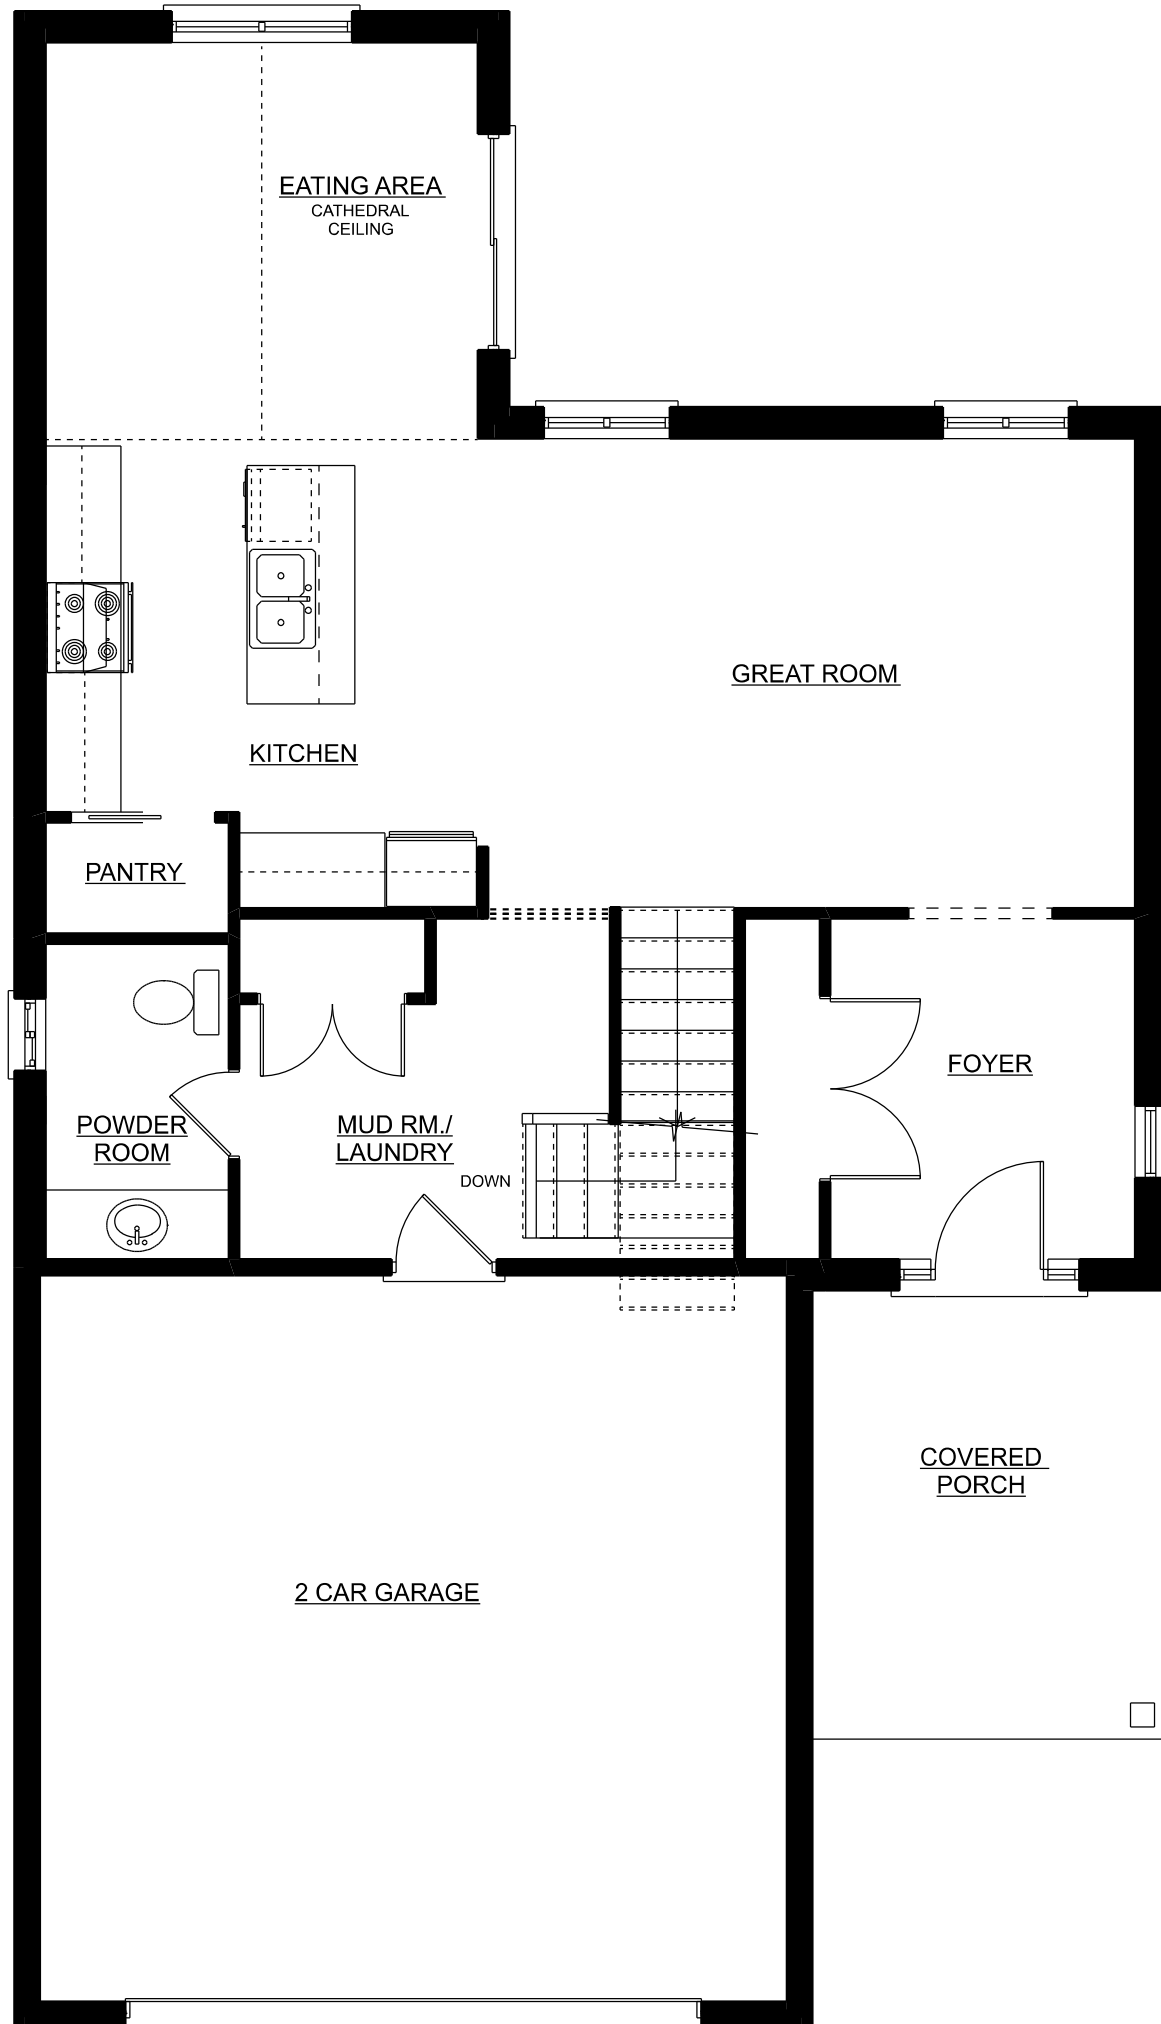 EATING AREA
CATHEDRAL
CEILING
GREAT ROOM
KITCHEN
PANTRY
FOYER
POWDER
ROOM
MUD RM./
LAUNDRY
DOWN
COVERED
PORCH
2 CAR GARAGE